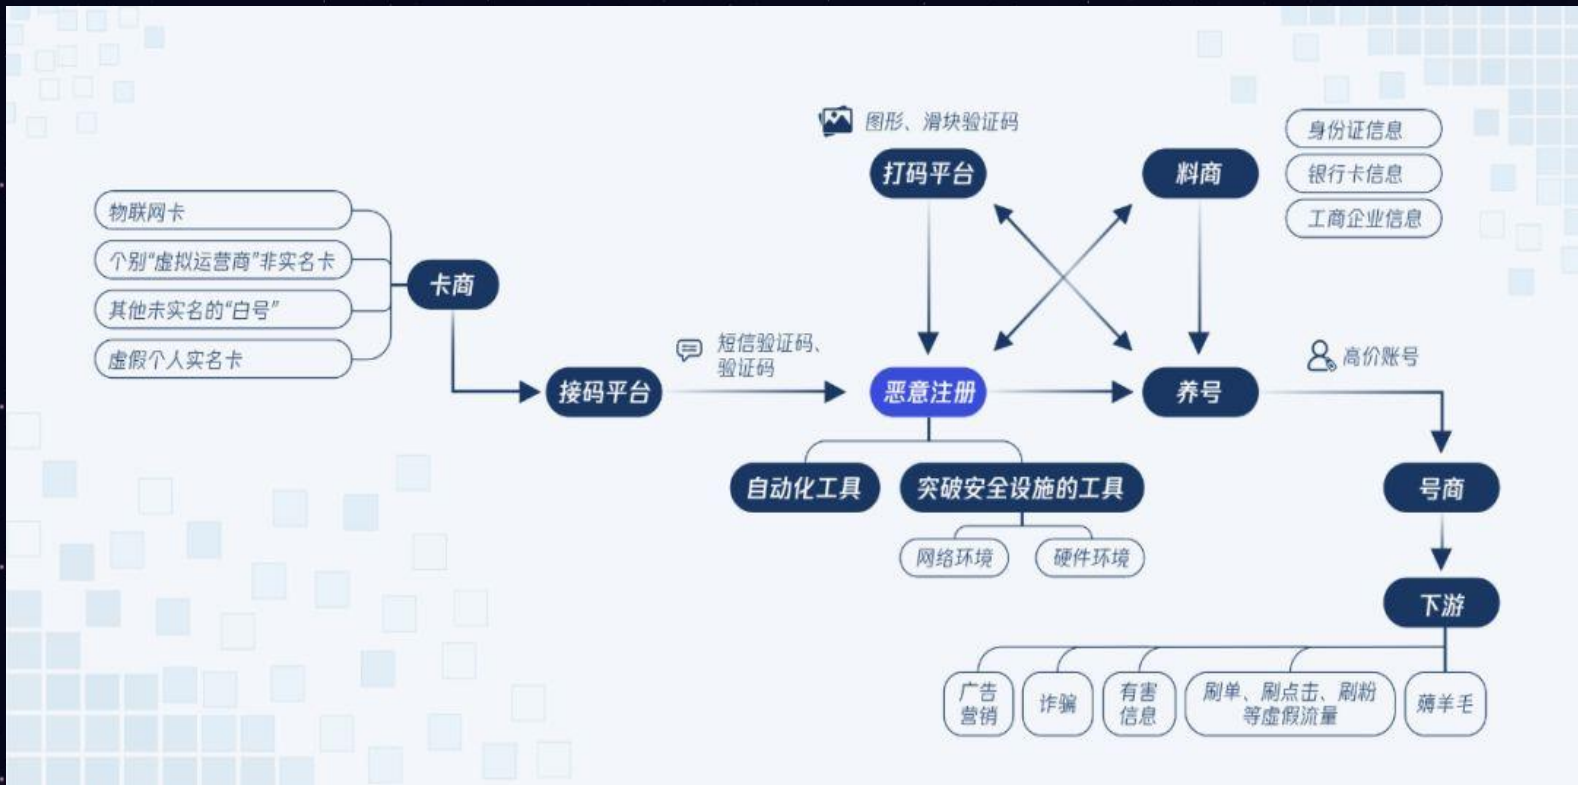 图形、滑块验证码
打码平台
料商
身份证信息
银行卡信息
工商企业信息
物联网卡
个别“虚拟运营商”非实名卡
其他未实名的“白号”
虚假个人实名卡
卡商
接码平台
短信验证码、
验证码
恶意注册
养号
高价账号
自动化工具
突破安全设施的工具
网络环境
硬件环境
号商
下游
广告
营销
诈骗
有害
信息
刷单、刷点击、刷粉
等虚假流量
薅羊毛